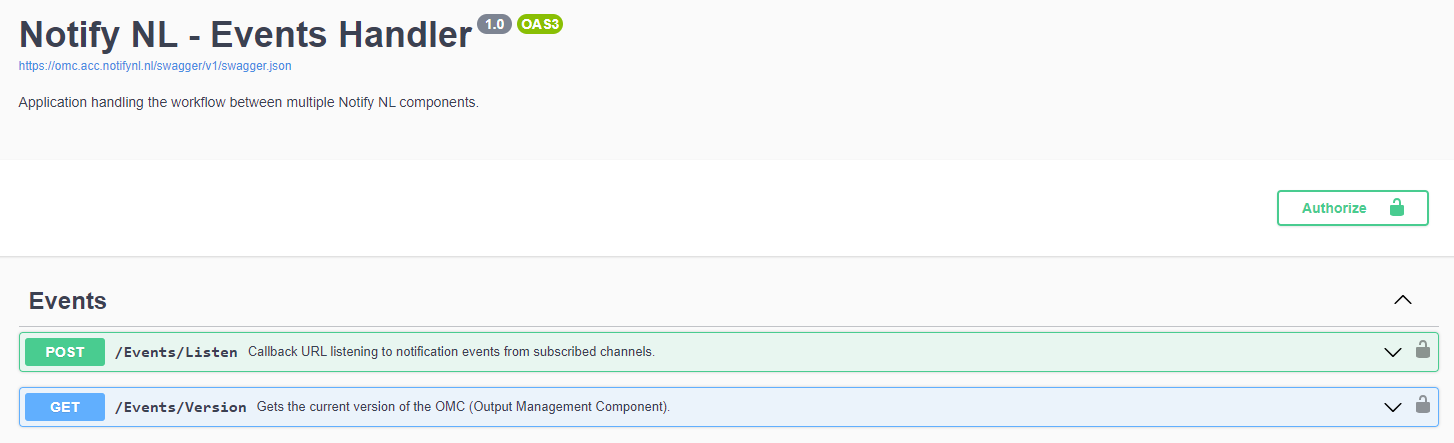 Notify NL - Events Handler 1.0 OAS3
https://omc.acc.notifynl.nl/swagger/v1/swagger.json
Application handling the workflow between multiple Notify NL components.
Authorize
Events
POST /Events/Listen Callback URL listening to notification events from subscribed channels.
GET /Events/Version Gets the current version of the OMC (Output Management Component).